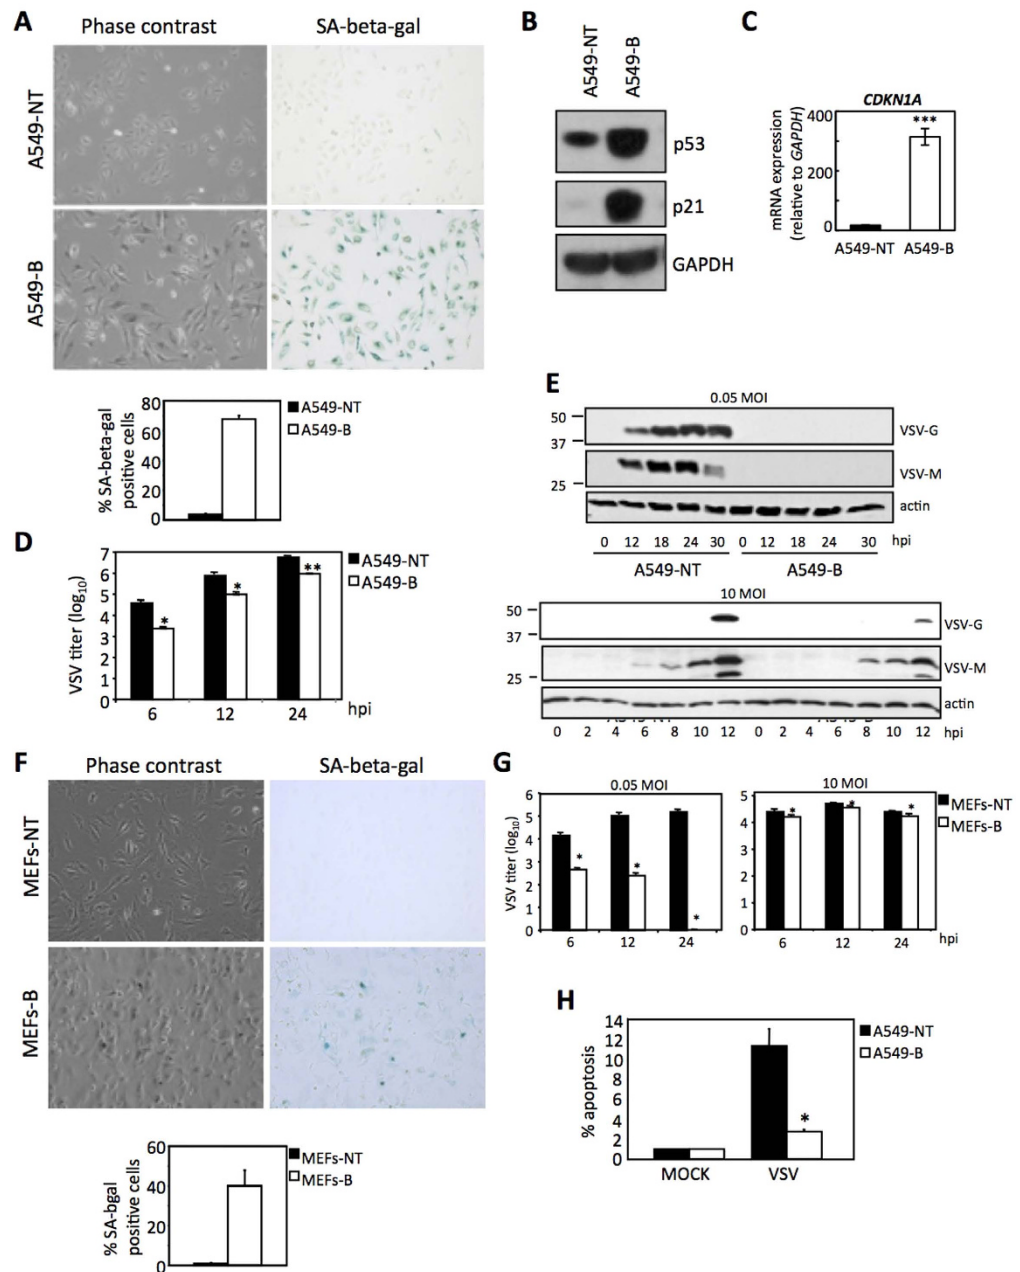 A
Phase contrast
SA-beta-gal
A549-NT
A549-B
% SA-beta-gal
positive cells
80
60
40
20
0
A549-NT
A549-B
B
A549-NT
A549-B
p53
p21
GAPDH
C
CDKN1A
mRNA expression
(relative to GAPDH)
400
200
0
***
A549-NT
A549-B
D
VSV titer (log10)
7
6
5
4
3
2
1
0
*
*
**
A549-NT
A549-B
6
12
24
hpi
E
0.05 MOI
50
37
25
VSV-G
VSV-M
actin
0 12 18 24 30 0 12 18 24 30 hpi
A549-NT
A549-B
10 MOI
50
37
25
VSV-G
VSV-M
actin
0 2 4 6 8 10 12 0 2 4 6 8 10 12 hpi
F
Phase contrast
SA-beta-gal
MEFs-NT
MEFs-B
% SA-bgal
positive cells
60
40
20
0
MEFs-NT
MEFs-B
G
0.05 MOI
VSV titer (log10)
6
5
4
3
2
1
0
*
*
*
6
12
24
10 MOI
5
4
3
2
1
0
*
*
*
6
12
24
hpi
MEFs-NT
MEFs-B
H
% apoptosis
14
12
10
8
6
4
2
0
*
MOCK
VSV
A549-NT
A549-B